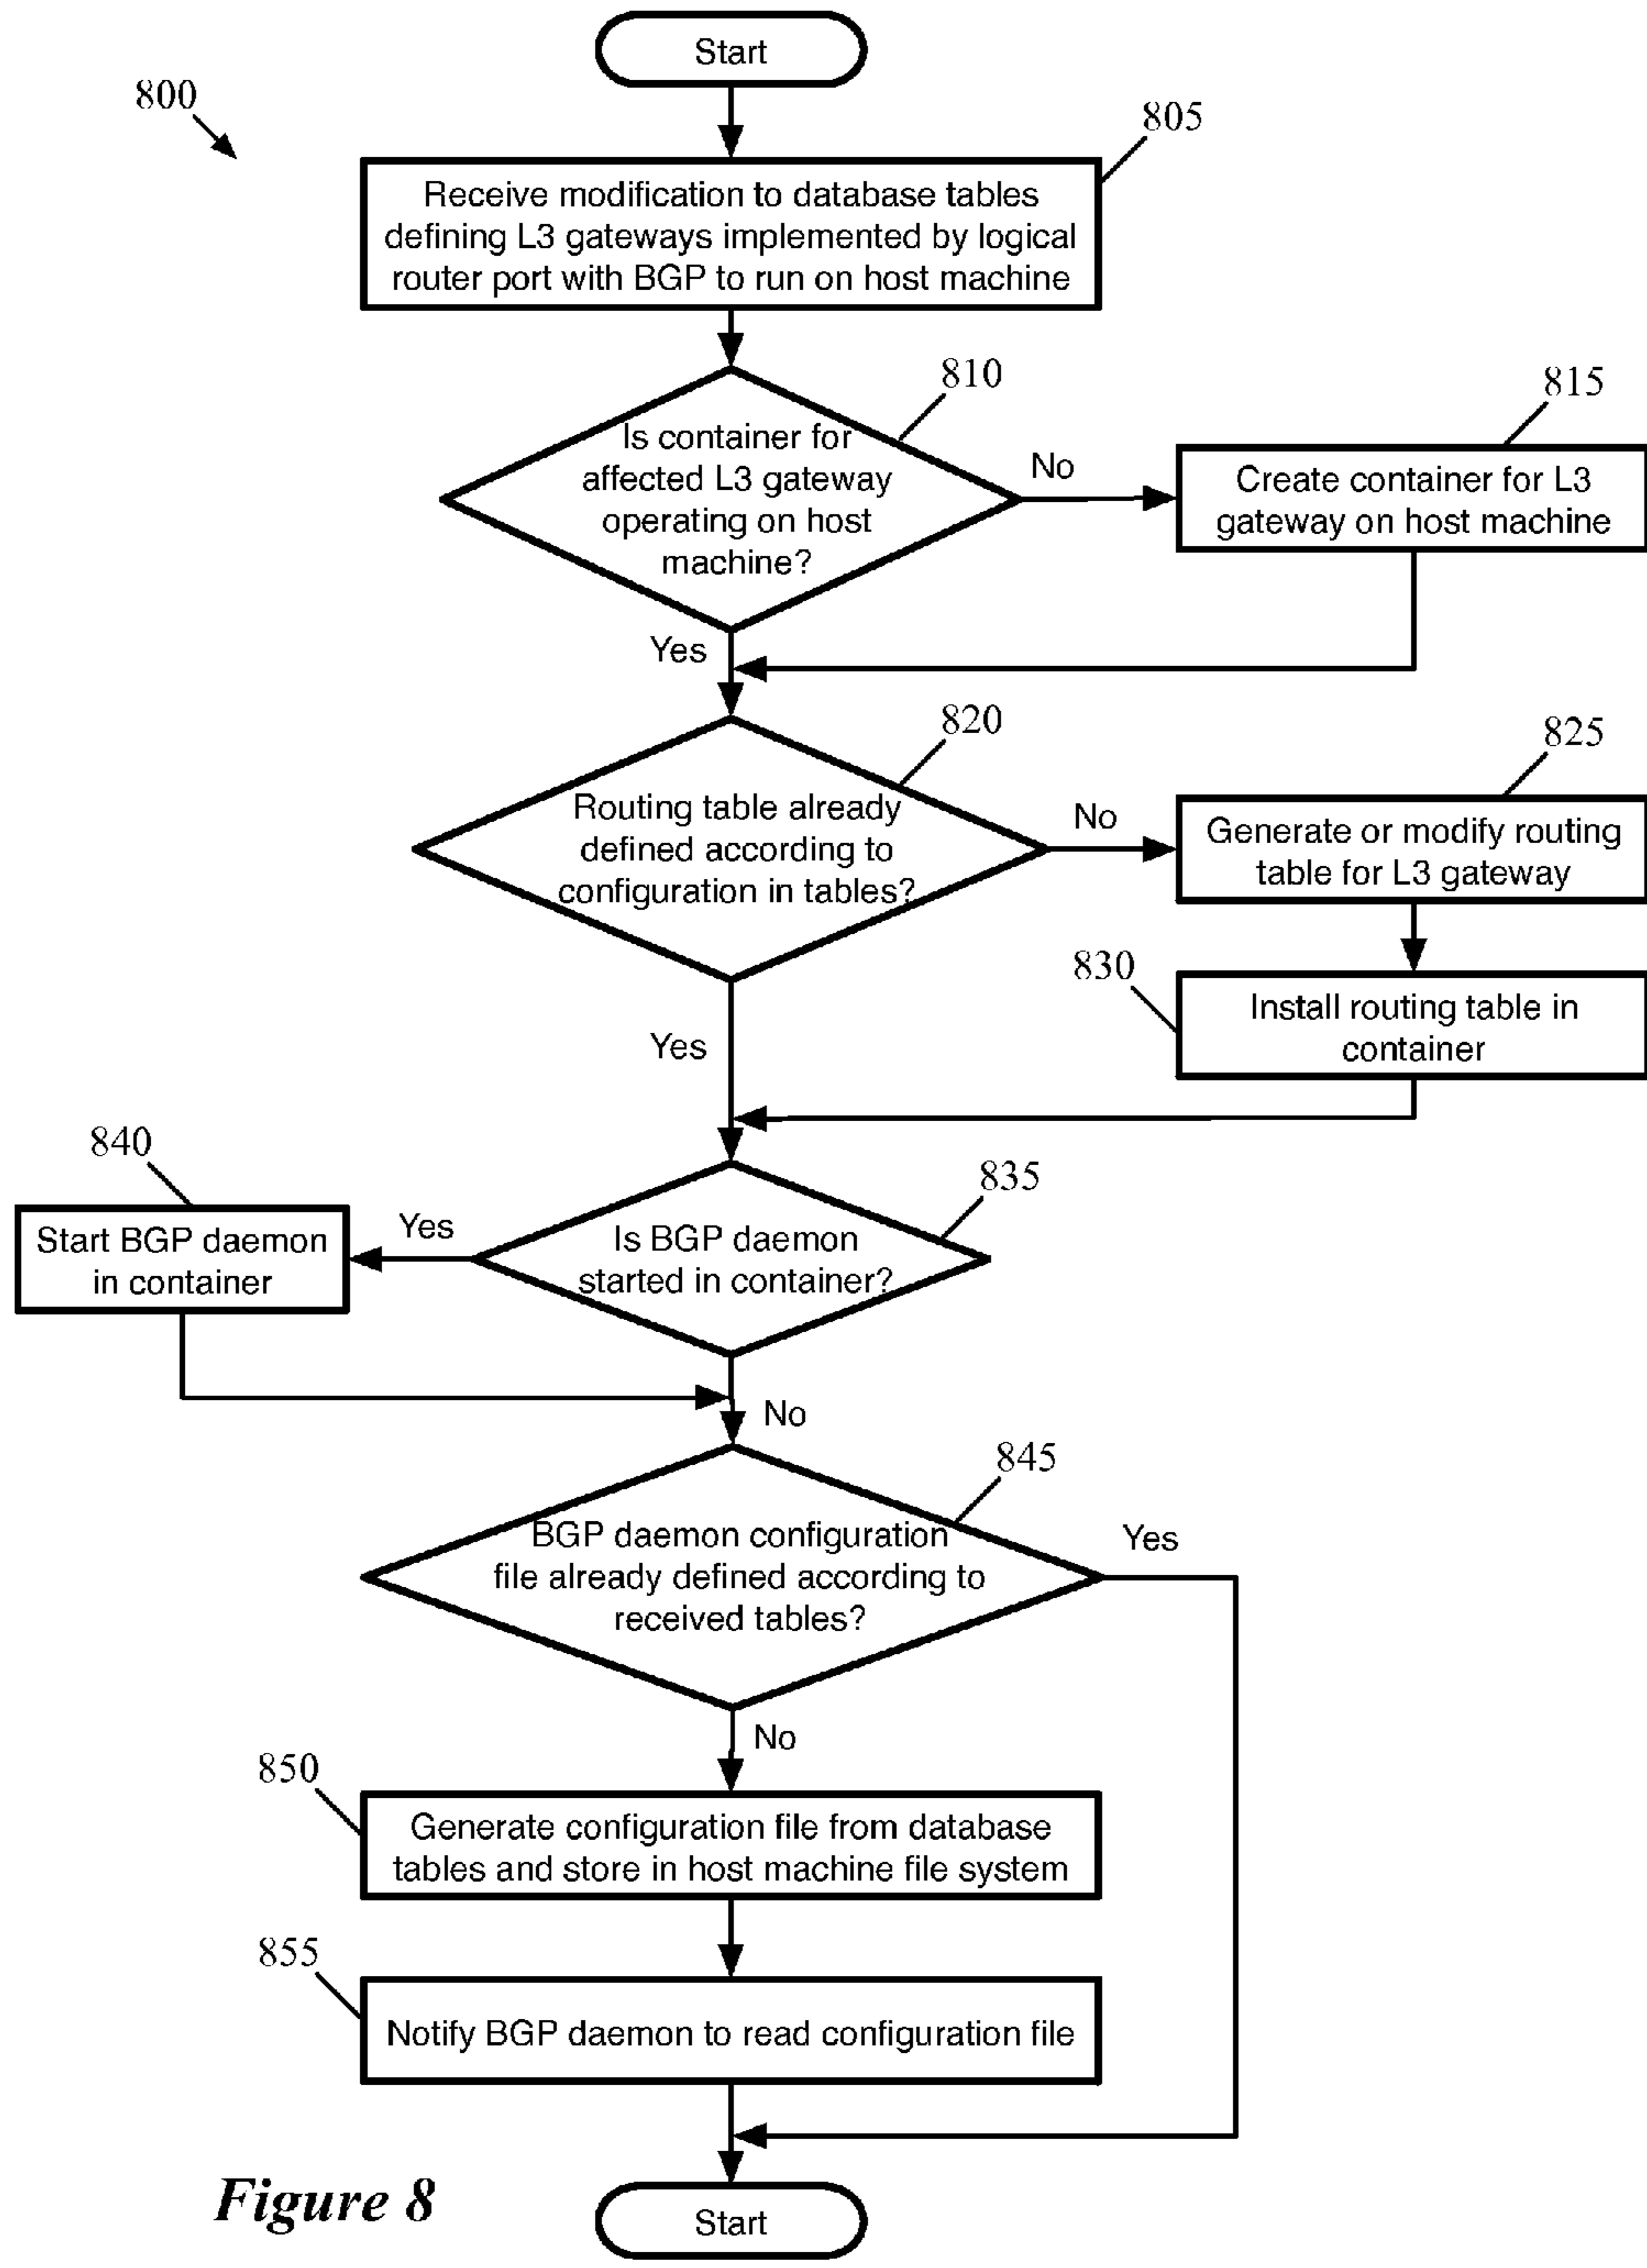 Start
800
805
Receive modification to database tables
defining L3 gateways implemented by logical
router port with BGP to run on host machine
810
Is container for
affected L3 gateway
operating on host
machine?
No
815
Create container for L3
gateway on host machine
Yes
820
Routing table already
defined according to
configuration in tables?
No
825
Generate or modify routing
table for L3 gateway
830
Install routing table in
container
Yes
835
Is BGP daemon
started in container?
Yes
840
Start BGP daemon
in container
No
845
BGP daemon configuration
file already defined according to
received tables?
Yes
No
850
Generate configuration file from database
tables and store in host machine file system
855
Notify BGP daemon to read configuration file
Start
Figure 8